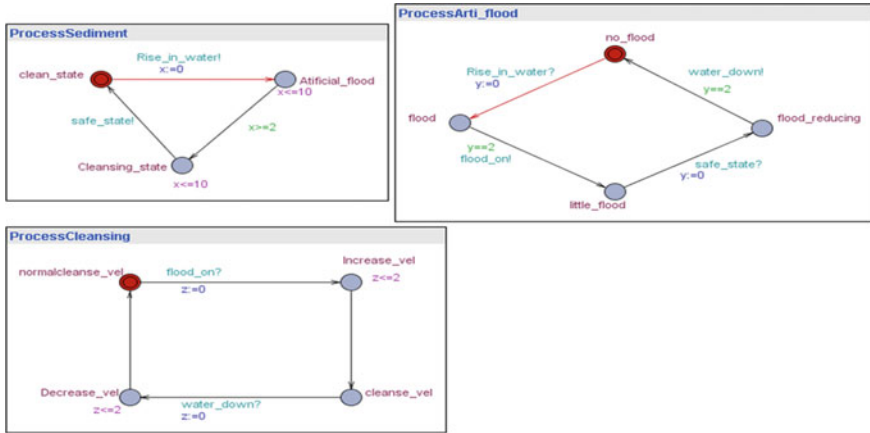 ProcessSediment
clean_state
Rise_in_water!
x:=0
Atificial_flood
x<=10
safe_state!
x>=2
Cleansing_state
x<=10
ProcessArti_flood
no_flood
Rise_in_water?
y:=0
water_down!
y==2
flood
flood_reducing
y==2
flood_on!
safe_state?
y:=0
little_flood
ProcessCleansing
normalcleanse_vel
flood_on?
z:=0
Increase_vel
z<=2
Decrease_vel
z<=2
water_down?
z:=0
cleanse_vel